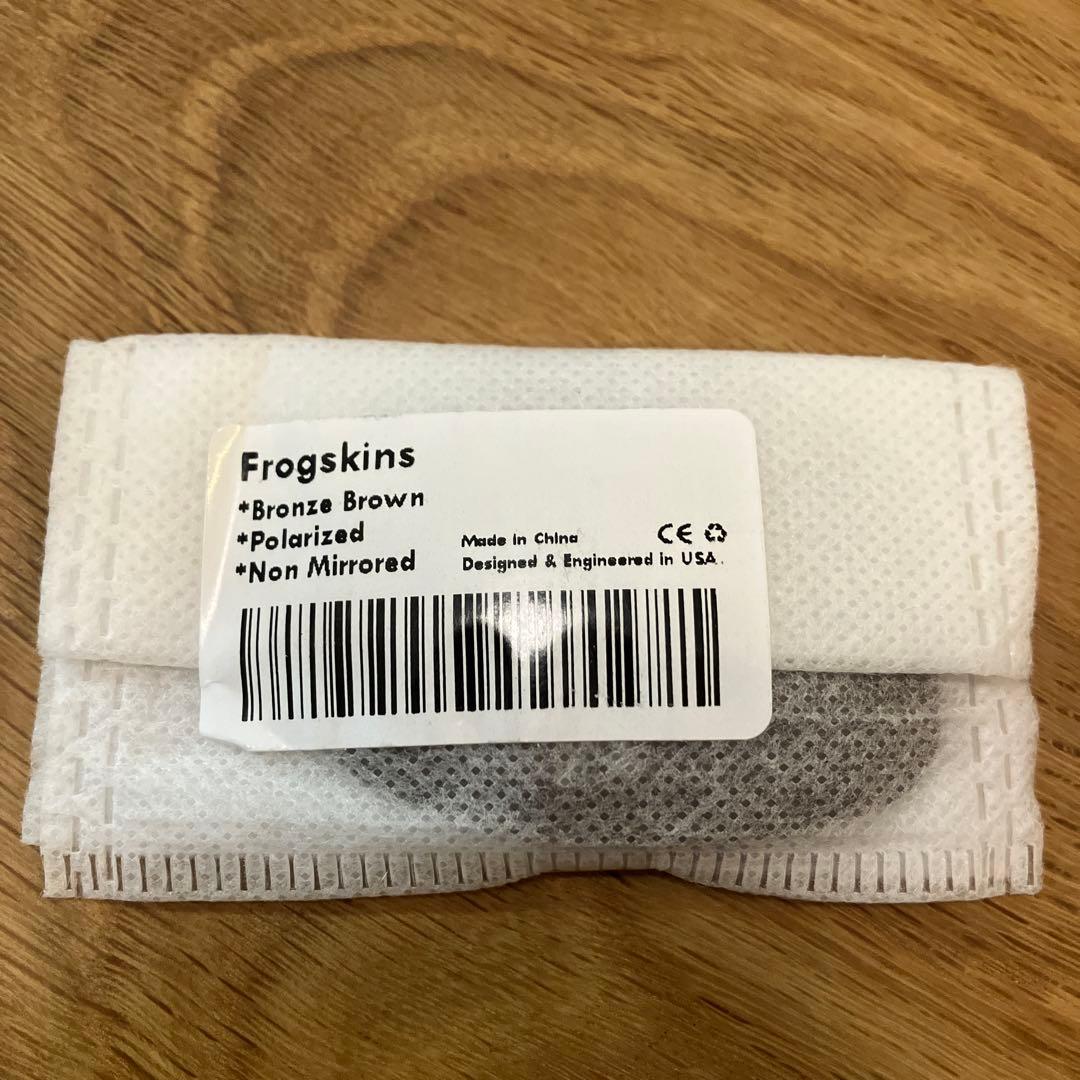 Frogskins
*Bronze Brown
*Polarized
*Non Mirrored
Made in China
CE
Designed & Engineered in USA.